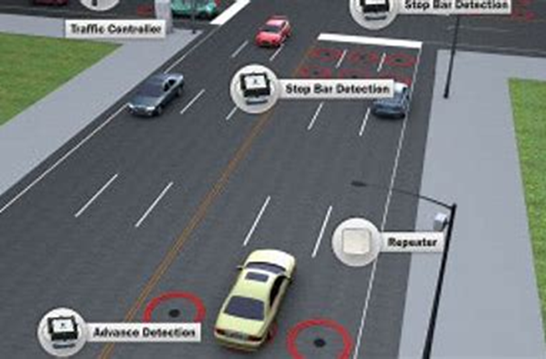 Stop Bar Detection
Traffic Controller
Stop Bar Detection
Repeater
Advance Detection